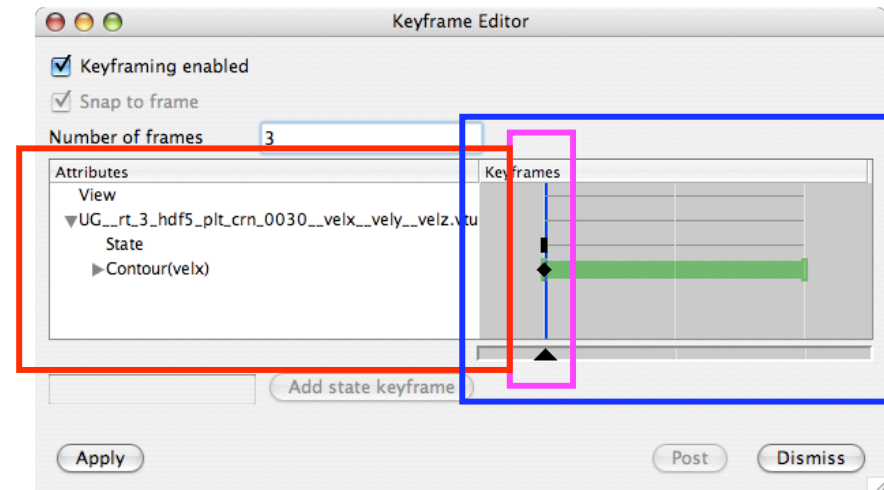 Keyframe Editor
Keyframing enabled
Snap to frame
Number of frames 3
Attributes Keyframes
View
UG__rt_3_hdf5_plt_crn_0030__velx__vely__velz.vtu
State
Contour(velx)
Add state keyframe
Apply Post Dismiss